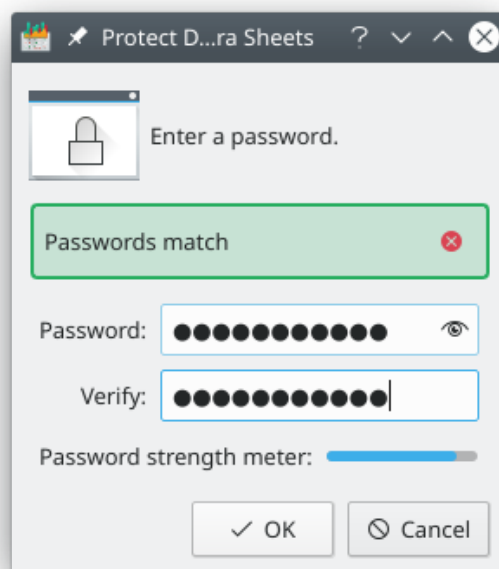 Protect D...ra Sheets
Enter a password.
Passwords match
Password: ●●●●●●●●●●●
Verify: ●●●●●●●●●●●
Password strength meter:
OK
Cancel